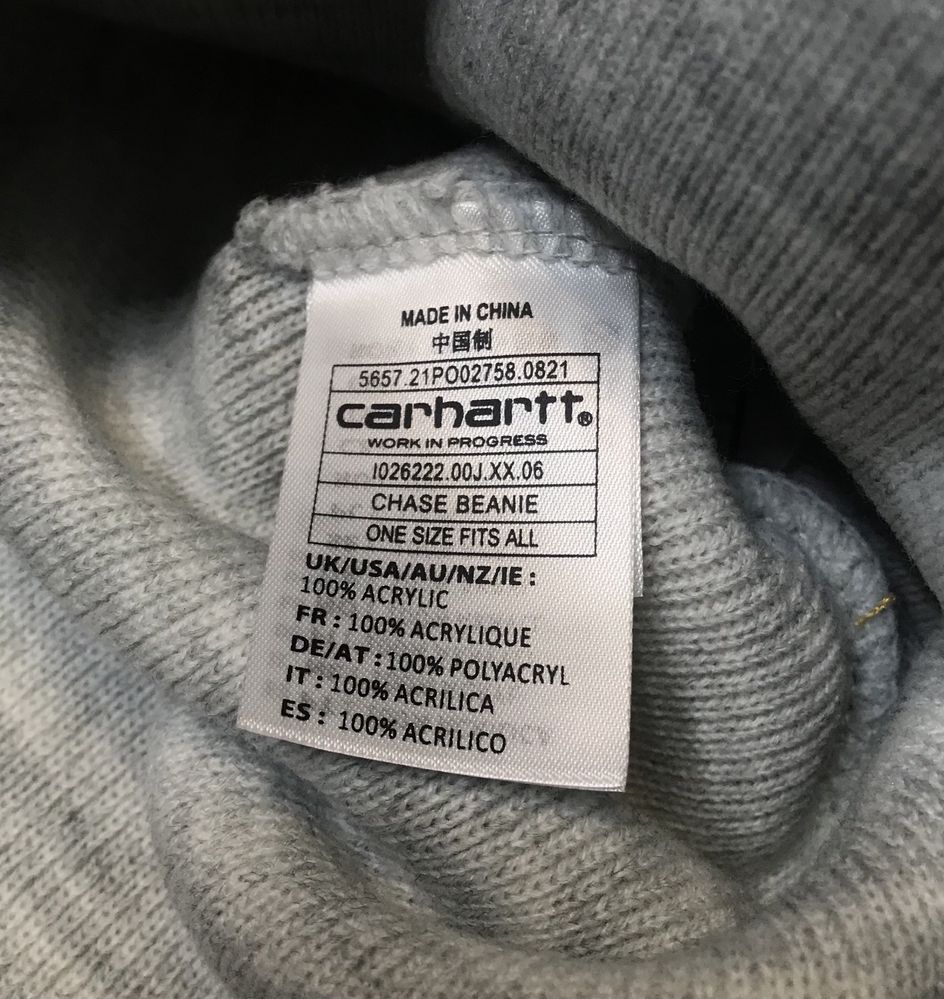 MADE IN CHINA
中国制
5657.21PO02758.0821
carhartt®
WORK IN PROGRESS
I026222.00J.XX.06
CHASE BEANIE
ONE SIZE FITS ALL
UK/USA/AU/NZ/IE :
100% ACRYLIC
FR : 100% ACRYLIQUE
DE/AT : 100% POLYACRYL
IT : 100% ACRILICA
ES : 100% ACRILICO